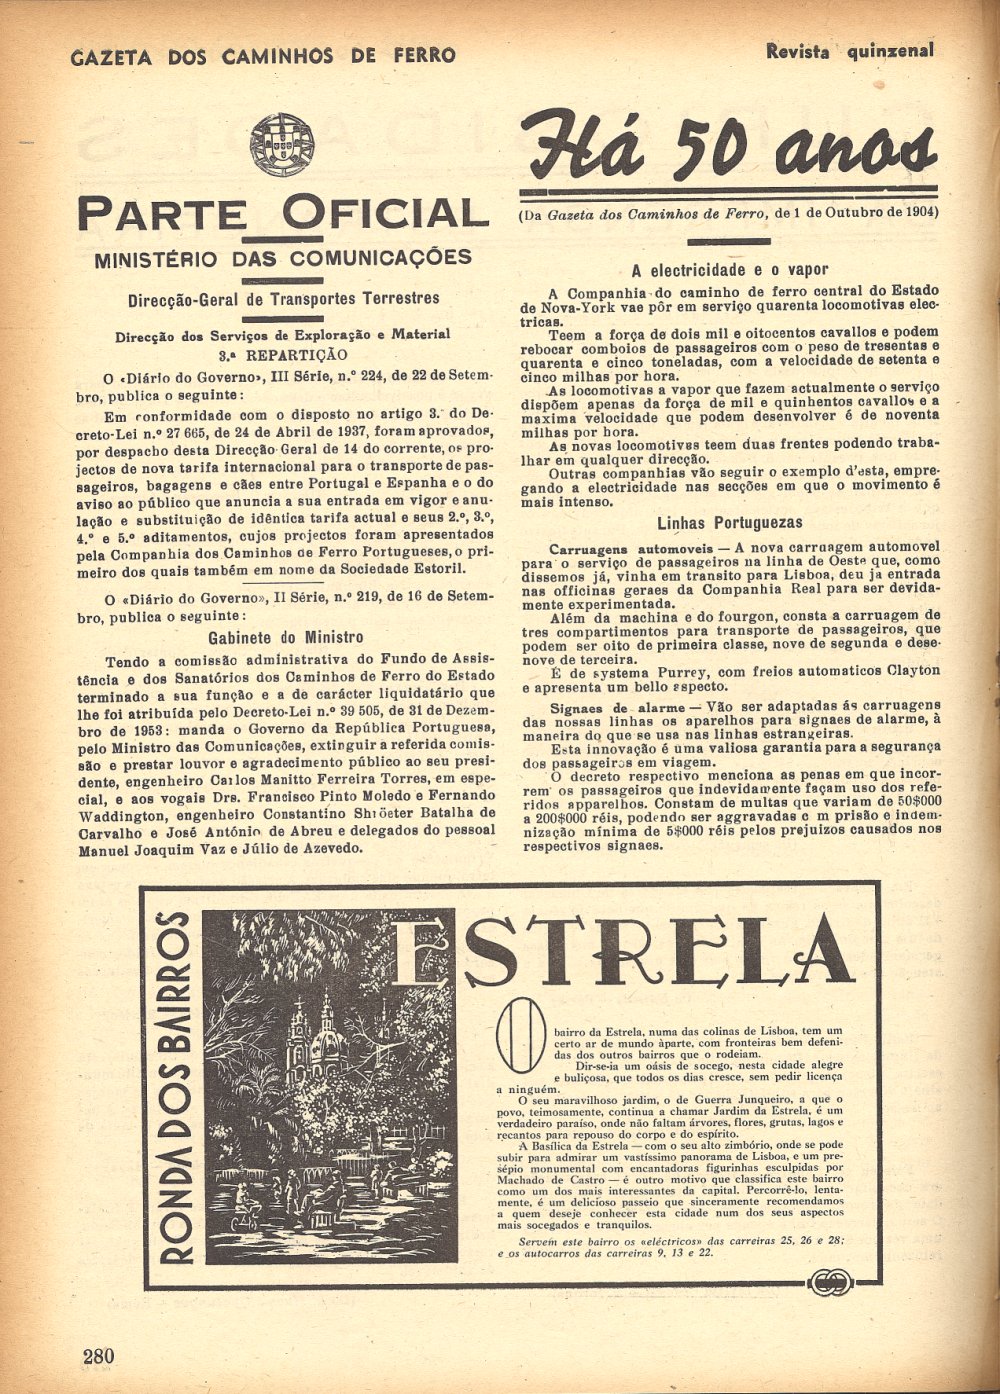 GAZETA DOS CAMINHOS DE FERRO
Revista quinzenal
PARTE OFICIAL
MINISTÉRIO DAS COMUNICAÇÕES
Direcção-Geral de Transportes Terrestres
Direcção dos Serviços de Exploração e Material
3.ª REPARTIÇÃO
O «Diário do Governo», III Série, n.º 224, de 22 de Setem-
bro, publica o seguinte:
Em conformidade com o disposto no artigo 3.º do De-
creto-Lei n.º 27 665, de 24 de Abril de 1937, foram aprovados,
por despacho desta Direcção Geral de 14 do corrente, os pro-
jectos de nova tarifa internacional para o transporte de pas-
sageiros, bagagens e cães entre Portugal e Espanha e o do
aviso ao público que anuncia a sua entrada em vigor e anu-
lação e substituição de idêntica tarifa actual e seus 2.º, 3.º,
4.º e 5.º aditamentos, cujos projectos foram apresentados
pela Companhia dos Caminhos de Ferro Portugueses, o pri-
meiro dos quais também em nome da Sociedade Estoril.
O «Diário do Governo», II Série, n.º 219, de 16 de Setem-
bro, publica o seguinte:
Gabinete do Ministro
Tendo a comissão administrativa do Fundo de Assis-
tência e dos Sanatórios dos Caminhos de Ferro do Estado
terminado a sua função e a de carácter liquidatário que
lhe foi atribuída pelo Decreto-Lei n.º 39 505, de 31 de Dezem-
bro de 1953: manda o Governo da República Portuguesa,
pelo Ministro das Comunicações, extinguir a referida comis-
são e prestar louvor e agradecimento público ao seu presi-
dente, engenheiro Carlos Manitto Ferreira Torres, em espe-
cial, e aos vogais Drs. Francisco Pinto Moledo e Fernando
Waddington, engenheiro Constantino Shröeter Batalha de
Carvalho e José António de Abreu e delegados do pessoal
Manuel Joaquim Vaz e Júlio de Azevedo.
Há 50 anos
(Da Gazeta dos Caminhos de Ferro, de 1 de Outubro de 1904)
A electricidade e o vapor
A Companhia do caminho de ferro central do Estado
de Nova-York vae pôr em serviço quarenta locomotivas elec-
tricas.
Teem a força de dois mil e oitocentos cavallos e podem
rebocar comboios de passageiros com o peso de tresentas e
quarenta e cinco toneladas, com a velocidade de setenta e
cinco milhas por hora.
As locomotivas a vapor que fazem actualmente o serviço
dispõem apenas da força de mil e quinhentos cavallos e a
maxima velocidade que podem desenvolver é de noventa
milhas por hora.
As novas locomotivas teem duas frentes podendo traba-
lhar em qualquer direcção.
Outras companhias vão seguir o exemplo d'esta, empre-
gando a electricidade nas secções em que o movimento é
mais intenso.
Linhas Portuguezas
Carruagens automoveis — A nova carruagem automovel
para o serviço de passageiros na linha de Oeste que, como
dissemos já, vinha em transito para Lisboa, deu ja entrada
nas officinas geraes da Companhia Real para ser devida-
mente experimentada.
Além da machina e do fourgon, consta a carruagem de
tres compartimentos para transporte de passageiros, que
podem ser oito de primeira classe, nove de segunda e dese-
nove de terceira.
É de systema Purrey, com freios automaticos Clayton
e apresenta um bello aspecto.
Signaes de alarme — Vão ser adaptadas ás carruagens
das nossas linhas os aparelhos para signaes de alarme, à
maneira do que se usa nas linhas estrangeiras.
Esta innovação é uma valiosa garantia para a segurança
dos passageiros em viagem.
O decreto respectivo menciona as penas em que incor-
rem os passageiros que indevidamente façam uso dos refe-
ridos apparelhos. Constam de multas que variam de 50$000
a 200$000 réis, podendo ser aggravadas c m prisão e indem-
nização mínima de 5$000 réis pelos prejuizos causados nos
respectivos signaes.
RONDA DOS BAIRROS
ESTRELA
O bairro da Estrela, numa das colinas de Lisboa, tem um
certo ar de mundo àparte, com fronteiras bem defeni-
das dos outros bairros que o rodeiam.
Dir-se-ia um oásis de socego, nesta cidade alegre
e buliçosa, que todos os dias cresce, sem pedir licença
a ninguém.
O seu maravilhoso jardim, o de Guerra Junqueiro, a que o
povo, teimosamente, continua a chamar Jardim da Estrela, é um
verdadeiro paraíso, onde não faltam árvores, flores, grutas, lagos e
recantos para repouso do corpo e do espírito.
A Basílica da Estrela — com o seu alto zimbório, onde se pode
subir para admirar um vastíssimo panorama de Lisboa, e um pre-
sépio monumental com encantadoras figurinhas esculpidas por
Machado de Castro — é outro motivo que classifica este bairro
como um dos mais interessantes da capital. Percorrê-lo, lenta-
mente, é um delicioso passeio que sinceramente recomendamos
a quem deseje conhecer esta cidade num dos seus aspectos
mais socegados e tranquilos.
Servem este bairro os «eléctricos» das carreiras 25, 26 e 28;
e os autocarros das carreiras 9, 13 e 22.
280